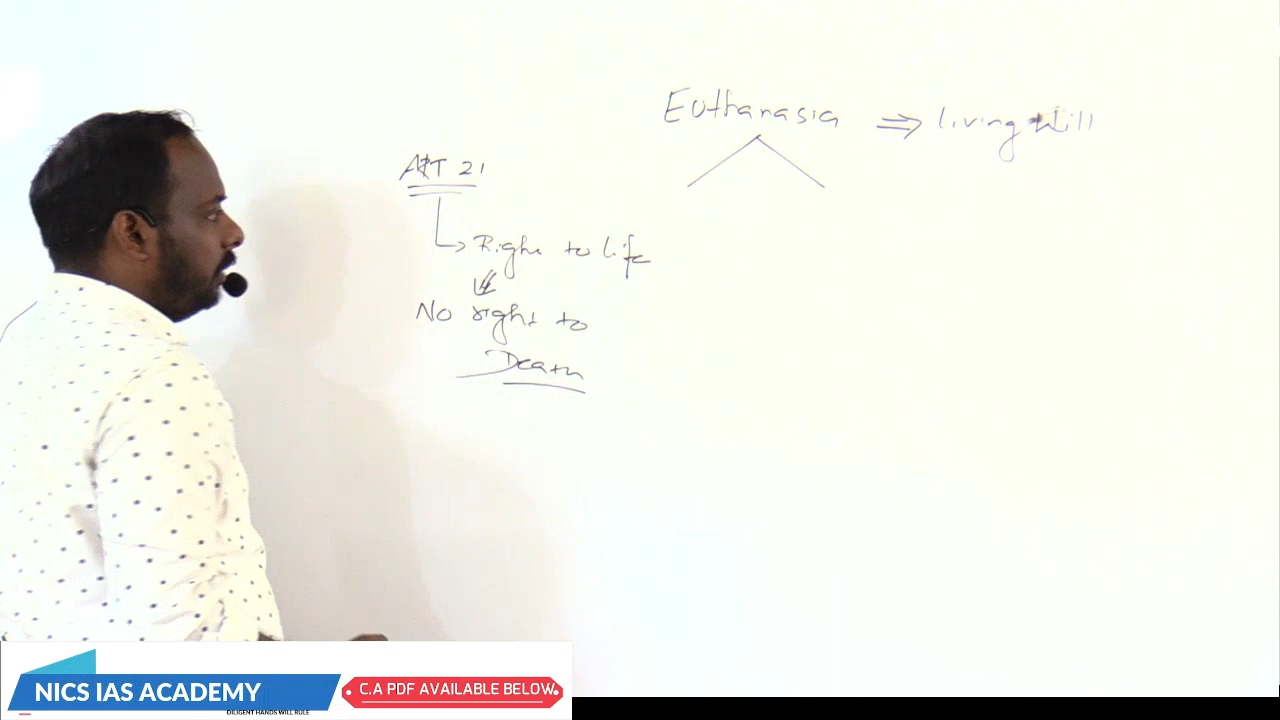 Euthanasia ⇒ living will
ART 21
Right to life
No right to
Death
NICS IAS ACADEMY
C.A PDF AVAILABLE BELOW
DILIGENT HANDS WILL RULE